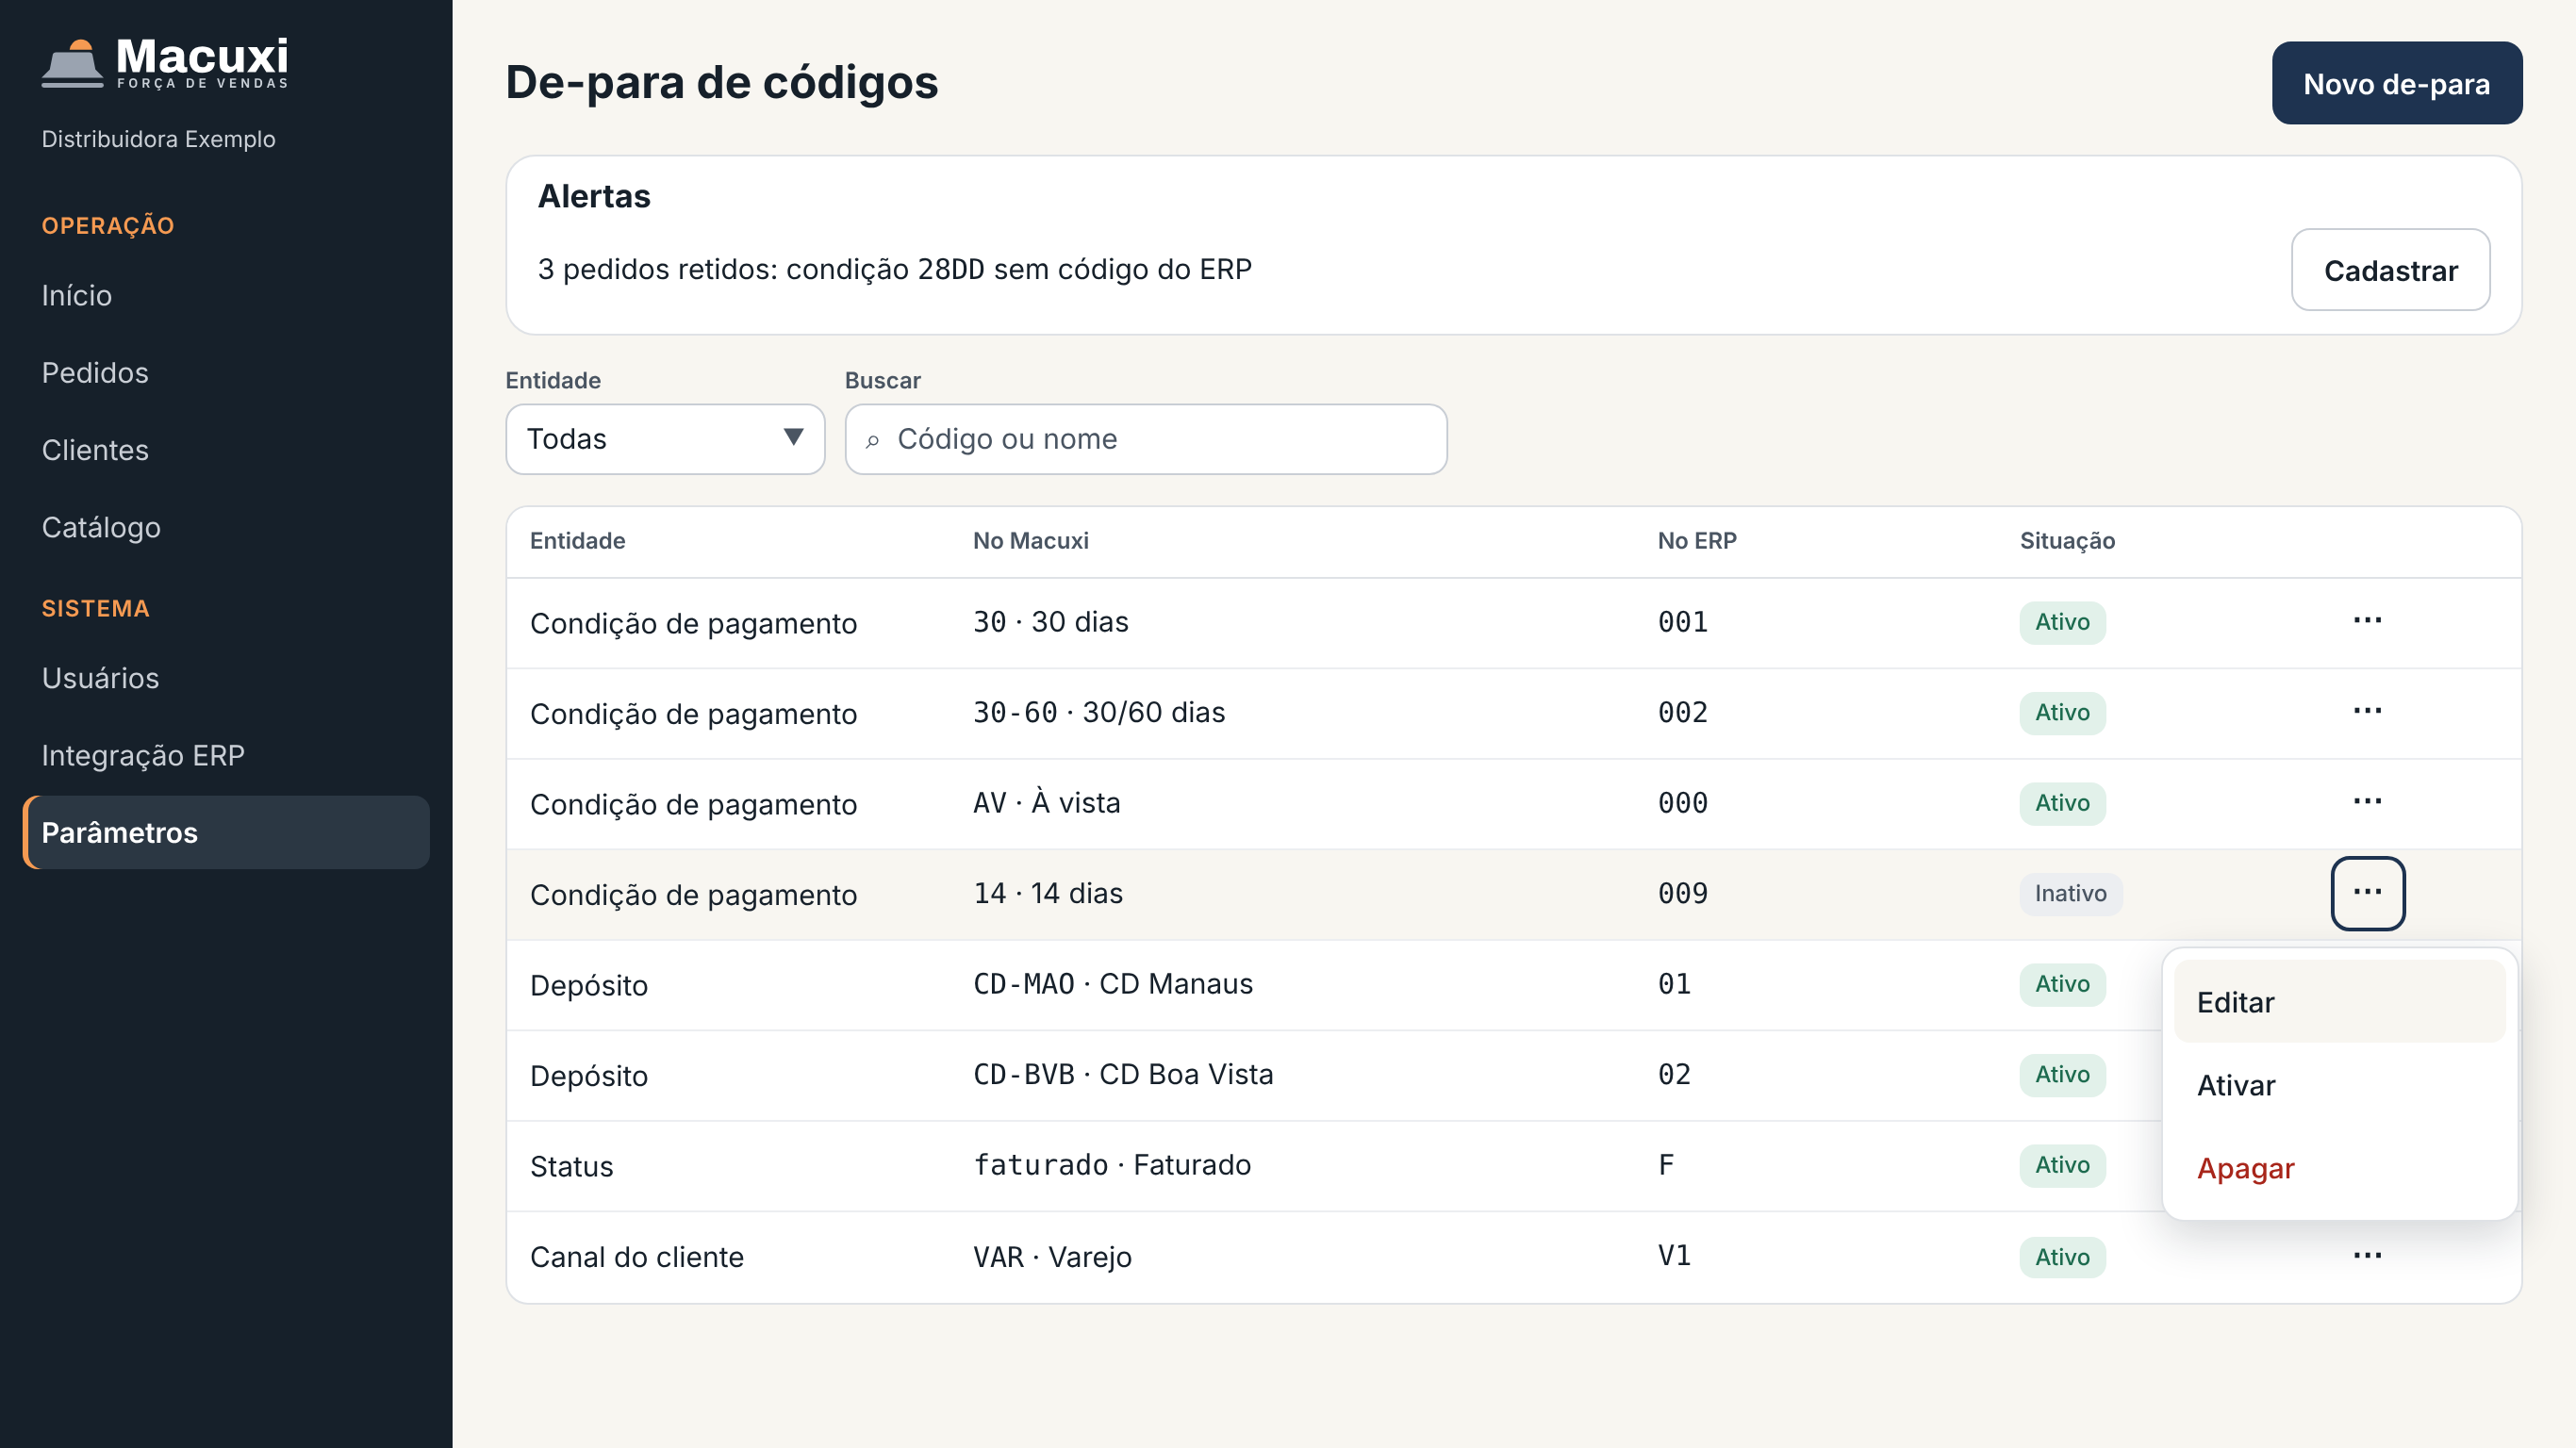 Macuxi
FORÇA DE VENDAS
Distribuidora Exemplo
OPERAÇÃO
Início
Pedidos
Clientes
Catálogo
SISTEMA
Usuários
Integração ERP
Parâmetros
De-para de códigos
Novo de-para
Alertas
3 pedidos retidos: condição 28DD sem código do ERP
Cadastrar
Entidade
Buscar
Todas
Código ou nome
Entidade No Macuxi No ERP Situação
Condição de pagamento 30 · 30 dias 001 Ativo ...
Condição de pagamento 30-60 · 30/60 dias 002 Ativo ...
Condição de pagamento AV · À vista 000 Ativo ...
Condição de pagamento 14 · 14 dias 009 Inativo ...
Depósito CD-MAO · CD Manaus 01 Ativo
Depósito CD-BVB · CD Boa Vista 02 Ativo
Status faturado · Faturado F Ativo
Canal do cliente VAR · Varejo V1 Ativo ...
Editar
Ativar
Apagar